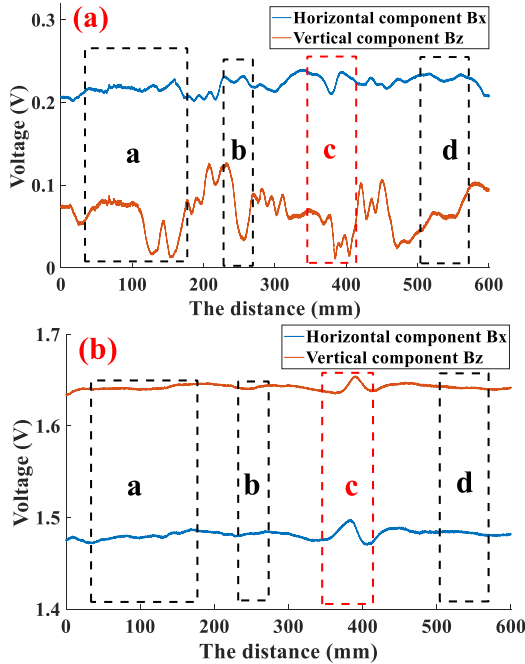 (a)
Horizontal component Bx
Vertical component Bz
0.3
0.2
0.1
0
Voltage (V)
a
b
c
d
0 100 200 300 400 500 600
The distance (mm)
(b)
Horizontal component Bx
Vertical component Bz
1.7
1.6
1.5
1.4
Voltage (V)
a
b
c
d
0 100 200 300 400 500 600
The distance (mm)